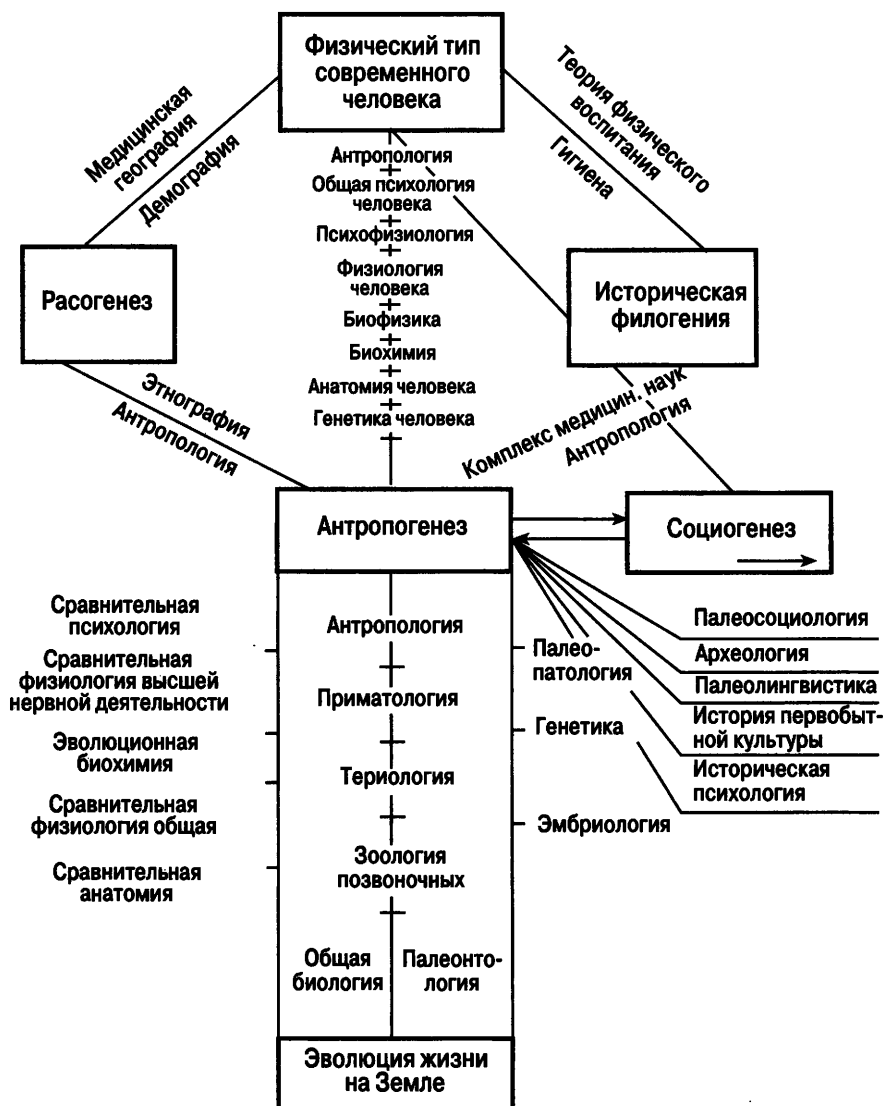 Физический тип
современного
человека
Медицинская
география
Демография
Теория физического
воспитания
Гигиена
Антропология
Общая психология
человека
Психофизиология
Физиология
человека
Биофизика
Биохимия
Анатомия человека
Генетика человека
Расогенез
Историческая
филогения
Этнография
Антропология
Комплекс медицин. наук
Антропология
Антропогенез
Социогенез
Сравнительная
психология
Сравнительная
физиология высшей
нервной деятельности
Эволюционная
биохимия
Сравнительная
физиология общая
Сравнительная
анатомия
Антропология
Приматология
Териология
Зоология
позвоночных
Общая
биология
Палеонто-
логия
Палео-
патология
Генетика
Эмбриология
Палеосоциология
Археология
Палеолингвистика
История первобыт-
ной культуры
Историческая
психология
Эволюция жизни
на Земле